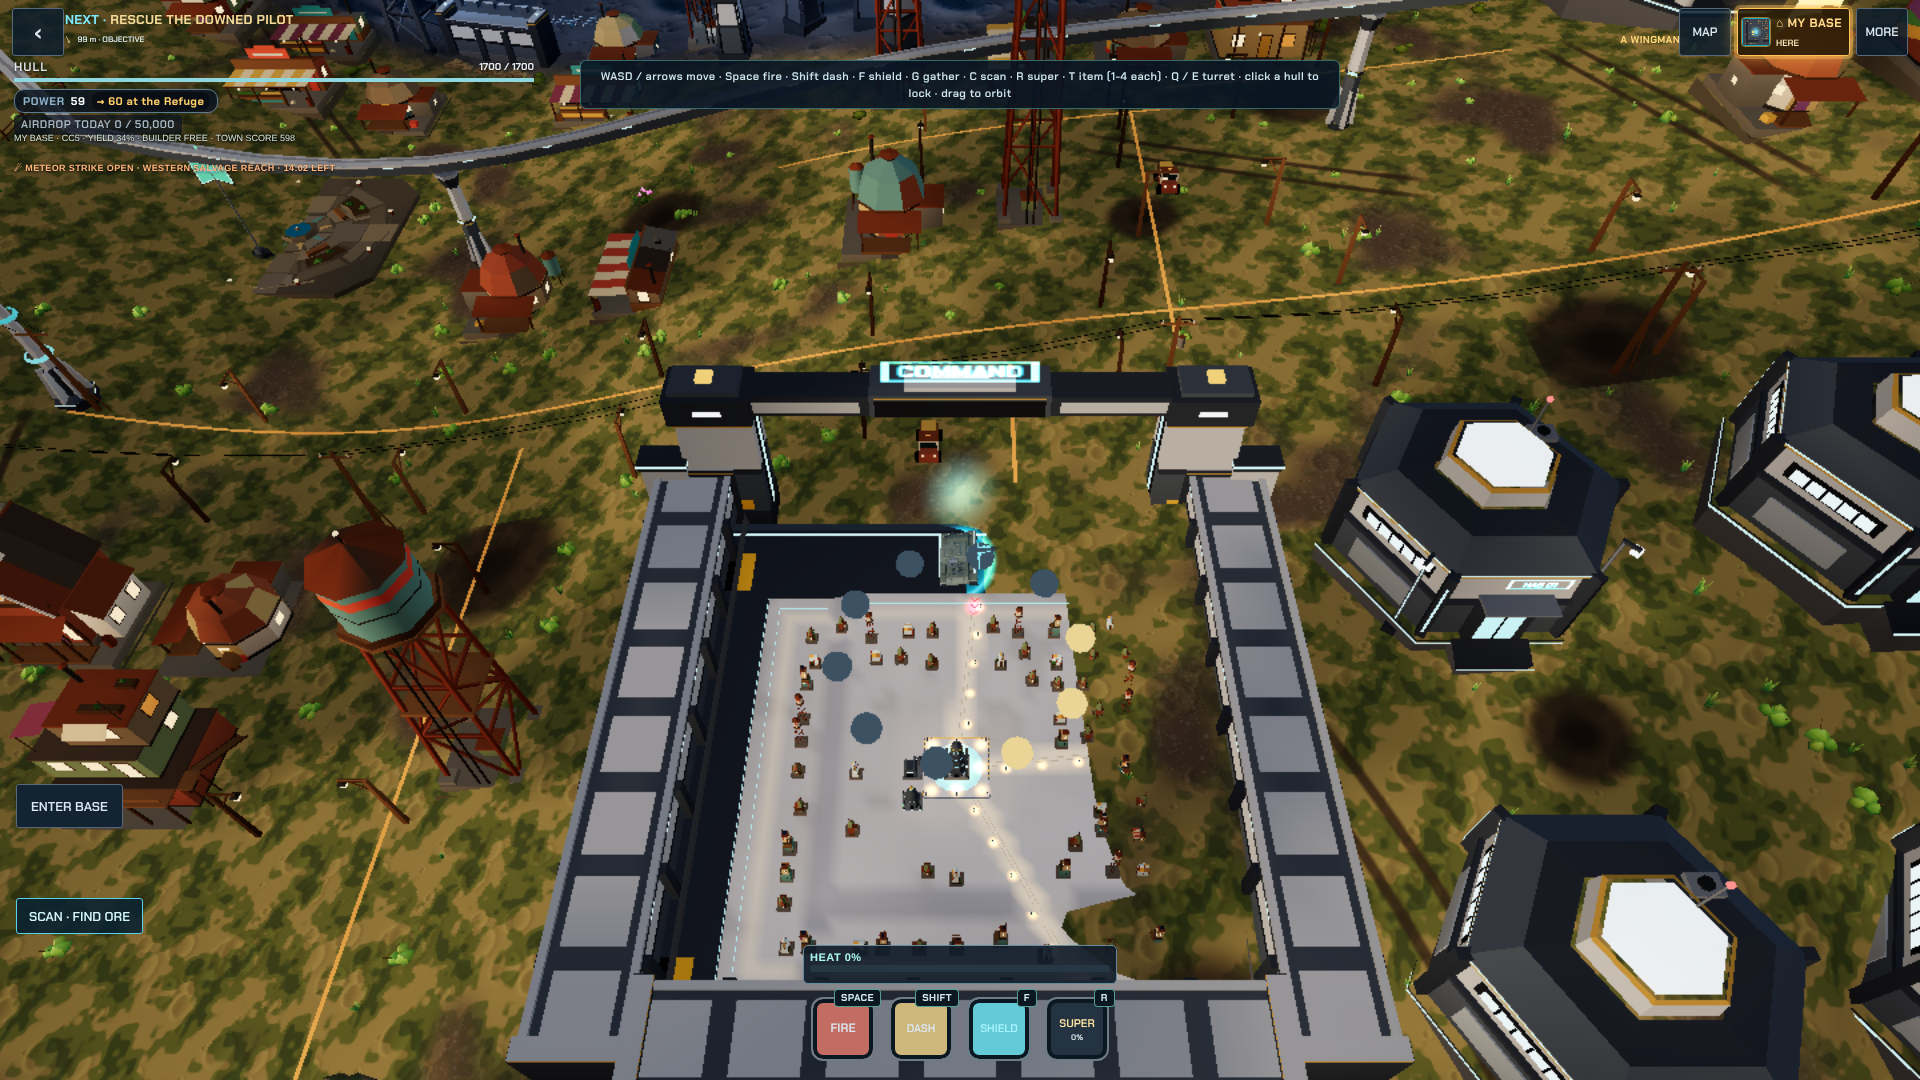 NEXT · RESCUE THE DOWNED PILOT
99 m · OBJECTIVE
HULL
1700 / 1700
POWER 59 → 60 at the Refuge
AIRDROP TODAY 0 / 50,000
MY BASE · CC5 · YIELD 34% · BUILDER FREE · TOWN SCORE 598
METEOR STRIKE OPEN · WESTERN SALVAGE REACH · 14:02 LEFT
WASD / arrows move · Space fire · Shift dash · F shield · G gather · C scan · R super · T item (1-4 each) · Q / E turret · click a hull to
lock · drag to orbit
A WINGMAN
MAP
⌂ MY BASE
HERE
MORE
COMMAND
HAB 01
ENTER BASE
SCAN · FIND ORE
HEAT 0%
SPACE
FIRE
SHIFT
DASH
F
SHIELD
R
SUPER
0%